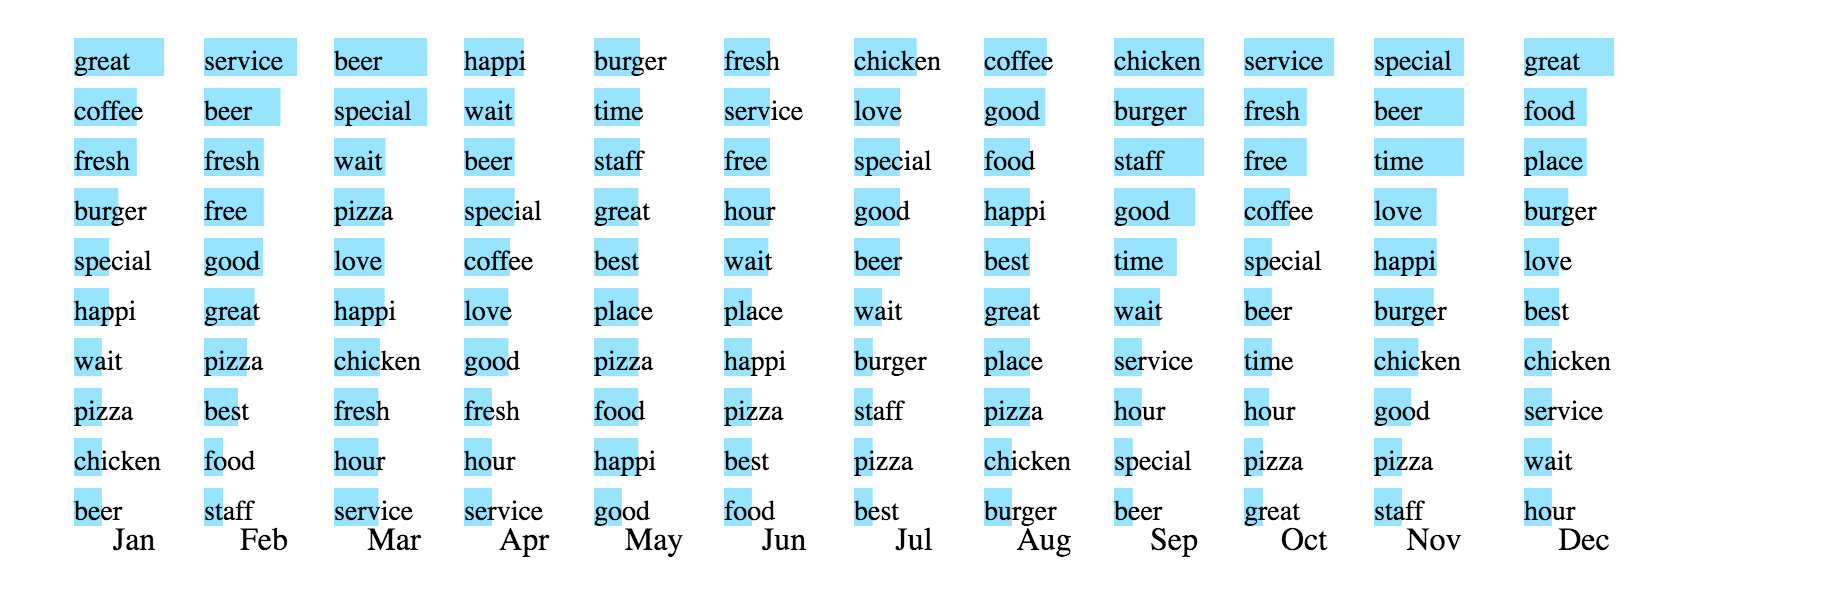 great service beer happi burger fresh chicken coffee chicken service special great
coffee beer special wait time service love good burger fresh beer food
fresh fresh wait beer staff free special food staff free time place
burger free pizza special great hour good happi good coffee love burger
special good love coffee best wait beer best time special happi love
happi great happi love place place wait great wait beer burger best
wait pizza chicken good pizza happi burger place service time chicken chicken
pizza best fresh fresh food pizza staff pizza hour hour good service
chicken food hour hour happi best pizza chicken special pizza pizza wait
beer staff service service good food best burger beer great staff hour
Jan Feb Mar Apr May Jun Jul Aug Sep Oct Nov Dec